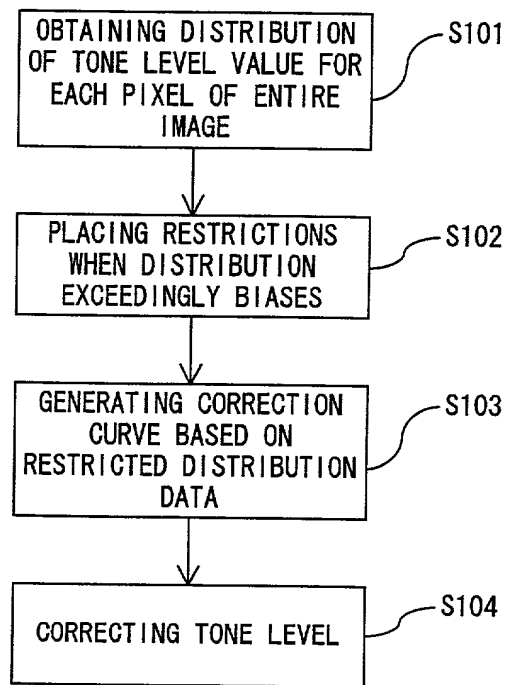 OBTAINING DISTRIBUTION
OF TONE LEVEL VALUE FOR
EACH PIXEL OF ENTIRE
IMAGE
S101
PLACING RESTRICTIONS
WHEN DISTRIBUTION
EXCEEDINGLY BIASES
S102
GENERATING CORRECTION
CURVE BASED ON
RESTRICTED DISTRIBUTION
DATA
S103
CORRECTING TONE LEVEL
S104